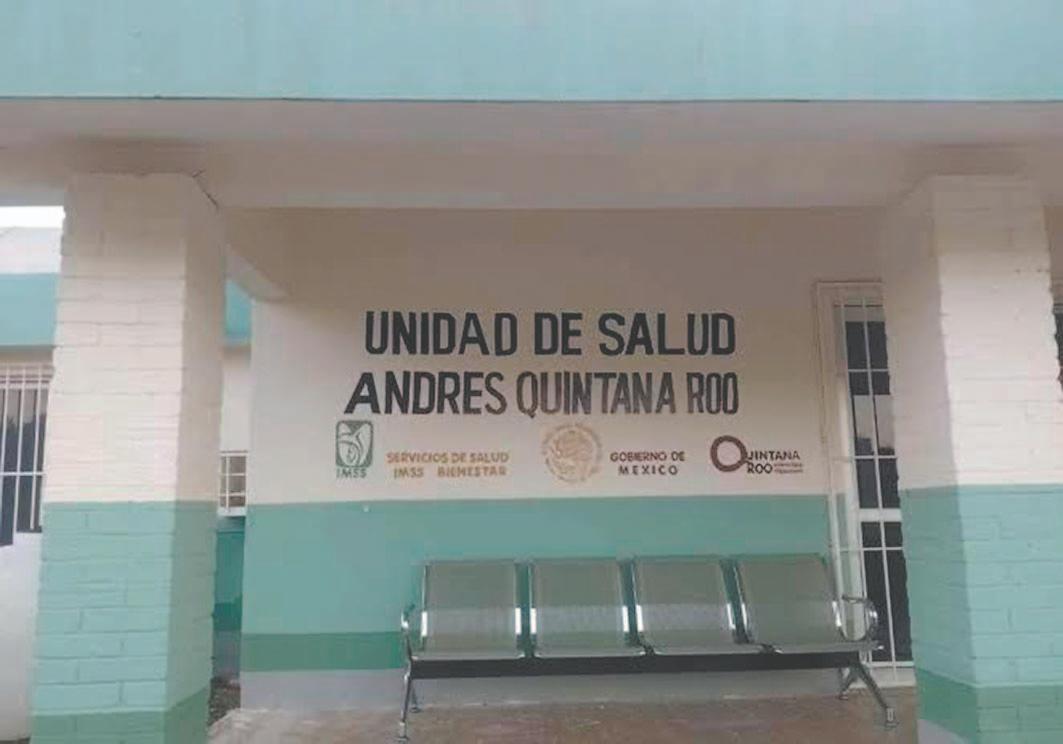 UNIDAD DE SALUD
ANDRES QUINTANA ROO
IMSS
SERVICIOS DE SALUD
IMSS BIENESTAR
GOBIERNO DE
MEXICO
QUINTANA
ROO